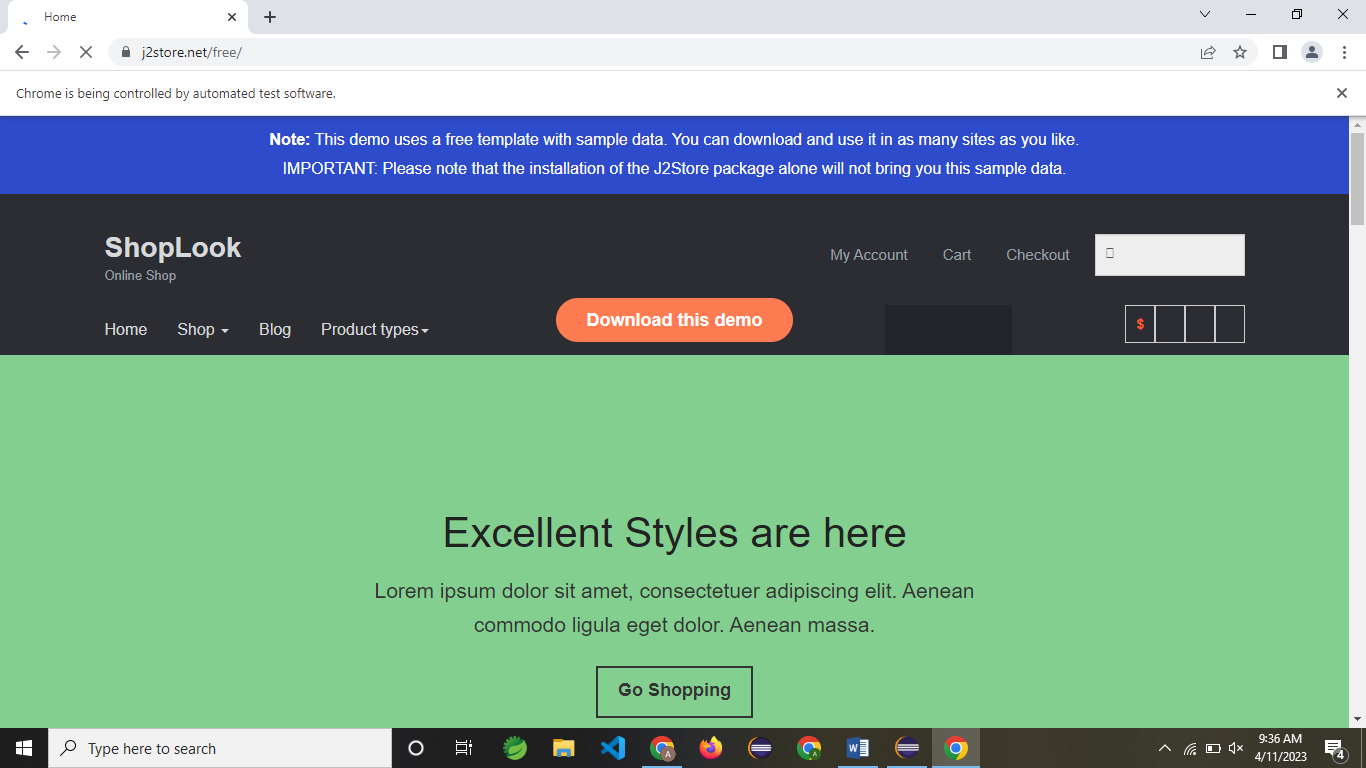 Home
j2store.net/free/
Chrome is being controlled by automated test software.
Note: This demo uses a free template with sample data. You can download and use it in as many sites as you like.
IMPORTANT: Please note that the installation of the J2Store package alone will not bring you this sample data.
ShopLook
Online Shop
My Account Cart Checkout
Home Shop Blog Product types
Download this demo
$
Excellent Styles are here
Lorem ipsum dolor sit amet, consectetuer adipiscing elit. Aenean
commodo ligula eget dolor. Aenean massa.
Go Shopping
Type here to search
A
A
W
9:36 AM
4/11/2023
4